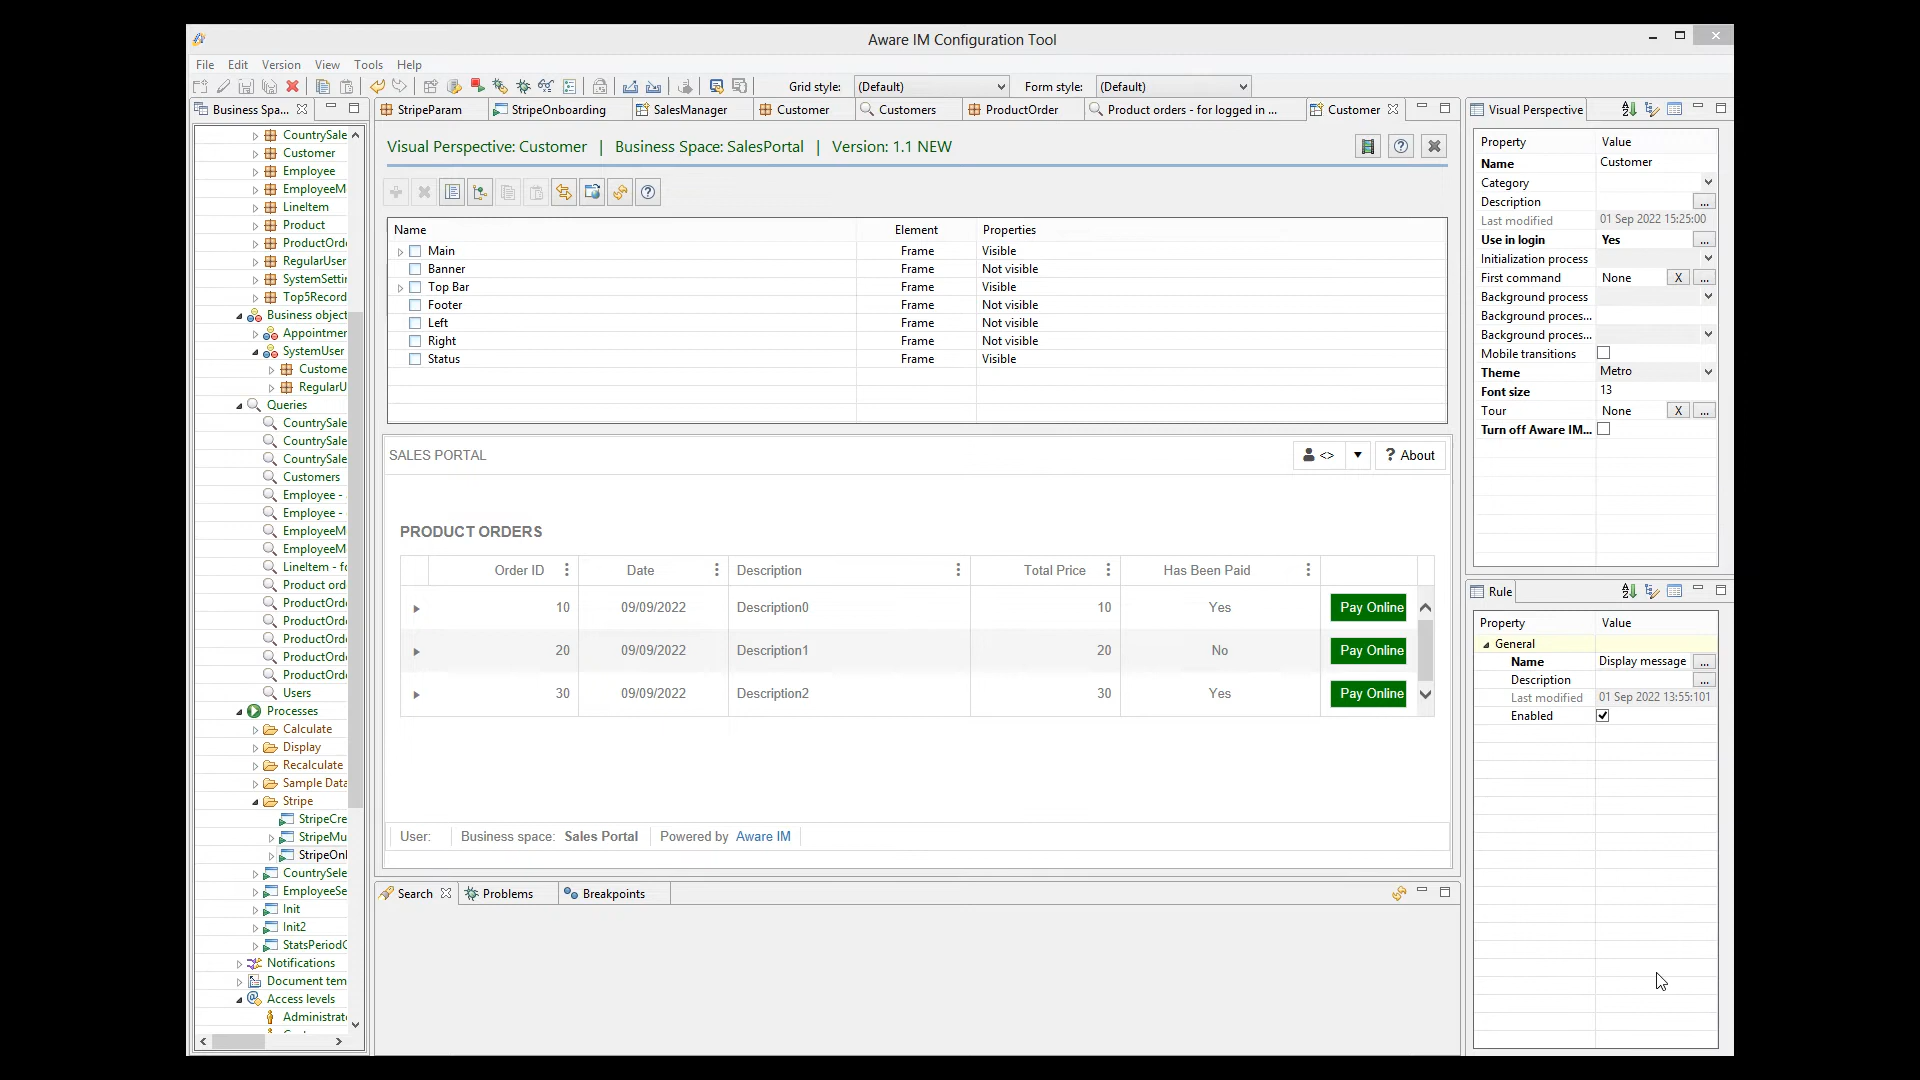 Aware IM Configuration Tool
File Edit Version View Tools Help
Grid style: (Default) Form style: (Default)
Business Spa...
StripeParam StripeOnboarding SalesManager Customer Customers ProductOrder Product orders - for logged in ... Customer
CountrySale
Customer
Employee
EmployeeM
LineItem
Product
ProductOrd
RegularUser
SystemSetti
Top5Record
Business object
Appointmer
SystemUser
Custome
RegularU
Queries
CountrySale
CountrySale
CountrySale
Customers
Employee -
Employee -
EmployeeM
EmployeeM
LineItem - fo
Product ord
ProductOrd
ProductOrd
ProductOrd
ProductOrd
ProductOrd
Users
Processes
Calculate
Display
Recalculate
Sample Data
Stripe
StripeCre
StripeMu
StripeOnl
CountrySele
EmployeeSe
Init
Init2
StatsPeriod
Notifications
Document tem
Access levels
Administrat
Visual Perspective: Customer | Business Space: SalesPortal | Version: 1.1 NEW
Name Element Properties
Main Frame Visible
Banner Frame Not visible
Top Bar Frame Visible
Footer Frame Not visible
Left Frame Not visible
Right Frame Not visible
Status Frame Visible
SALES PORTAL <> ? About
PRODUCT ORDERS
Order ID Date Description Total Price Has Been Paid
10 09/09/2022 Description0 10 Yes Pay Online
20 09/09/2022 Description1 20 No Pay Online
30 09/09/2022 Description2 30 Yes Pay Online
User: Business space: Sales Portal Powered by Aware IM
Search Problems Breakpoints
Visual Perspective
Property Value
Name Customer
Category
Description ...
Last modified 01 Sep 2022 15:25:00
Use in login Yes ...
Initialization process
First command None X ...
Background process
Background proces...
Background proces...
Mobile transitions
Theme Metro
Font size 13
Tour None X ...
Turn off Aware IM...
Rule
Property Value
General
Name Display message ...
Description ...
Last modified 01 Sep 2022 13:55:101
Enabled